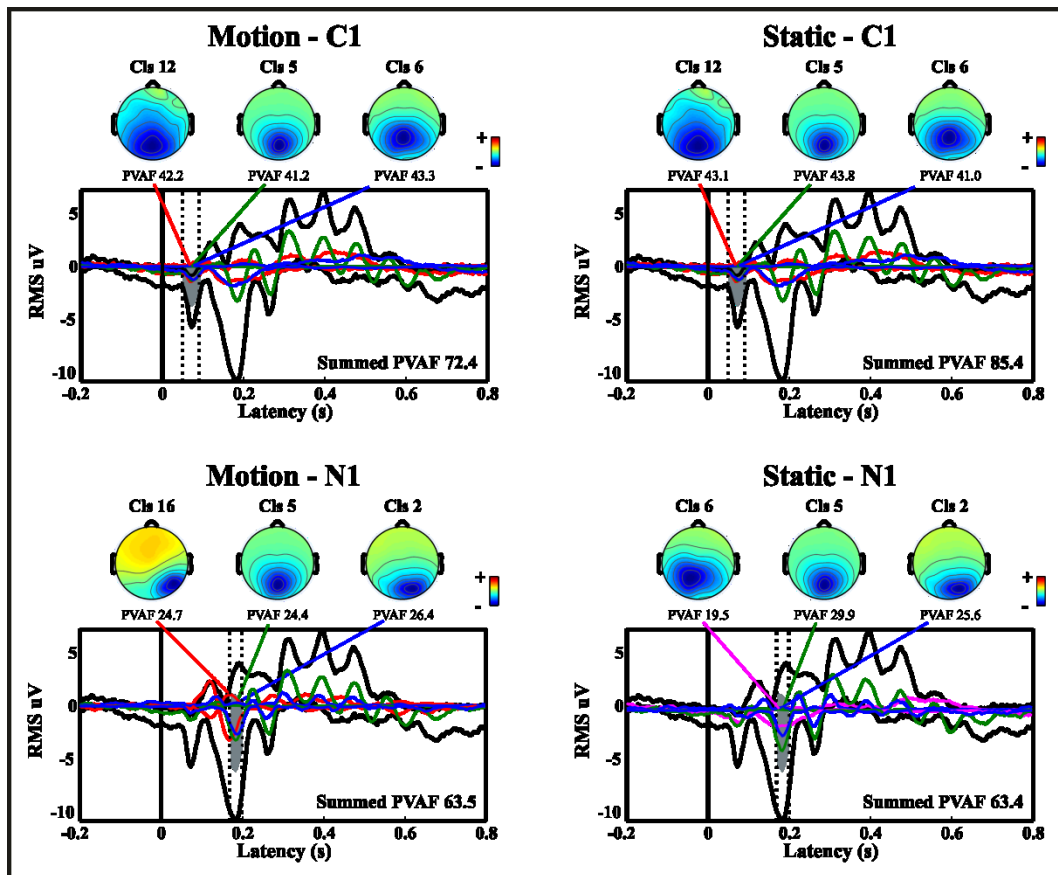 Motion - C1
Cls 12 Cls 5 Cls 6
+
-
PVAF 42.2 PVAF 41.2 PVAF 43.3
5
0
-5
-10
RMS uV
Summed PVAF 72.4
-0.2 0 0.2 0.4 0.6 0.8
Latency (s)
Static - C1
Cls 12 Cls 5 Cls 6
+
-
PVAF 43.1 PVAF 43.8 PVAF 41.0
5
0
-5
-10
RMS uV
Summed PVAF 85.4
-0.2 0 0.2 0.4 0.6 0.8
Latency (s)
Motion - N1
Cls 16 Cls 5 Cls 2
+
-
PVAF 24.7 PVAF 24.4 PVAF 26.4
5
0
-5
-10
RMS uV
Summed PVAF 63.5
-0.2 0 0.2 0.4 0.6 0.8
Latency (s)
Static - N1
Cls 6 Cls 5 Cls 2
+
-
PVAF 19.5 PVAF 29.9 PVAF 25.6
5
0
-5
-10
RMS uV
Summed PVAF 63.4
-0.2 0 0.2 0.4 0.6 0.8
Latency (s)